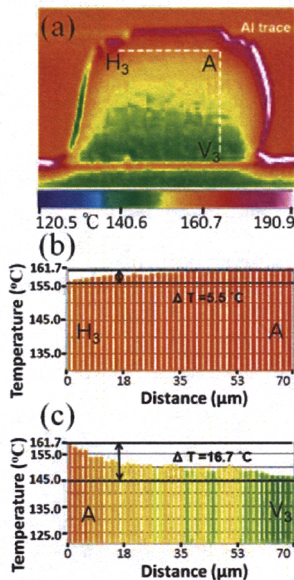 (a)
Al trace
H3 A
V3
120.5 °C 140.6 160.7 190.9
(b)
Temperature (°C)
161.7
155.0
145.0
135.0
Δ T =5.5 °C
H3 A
0 18 35 53 70
Distance (µm)
(c)
Temperature (°C)
161.7
155.0
145.0
135.0
125.0
Δ T =16.7 °C
A V3
0 18 35 53 70
Distance (µm)